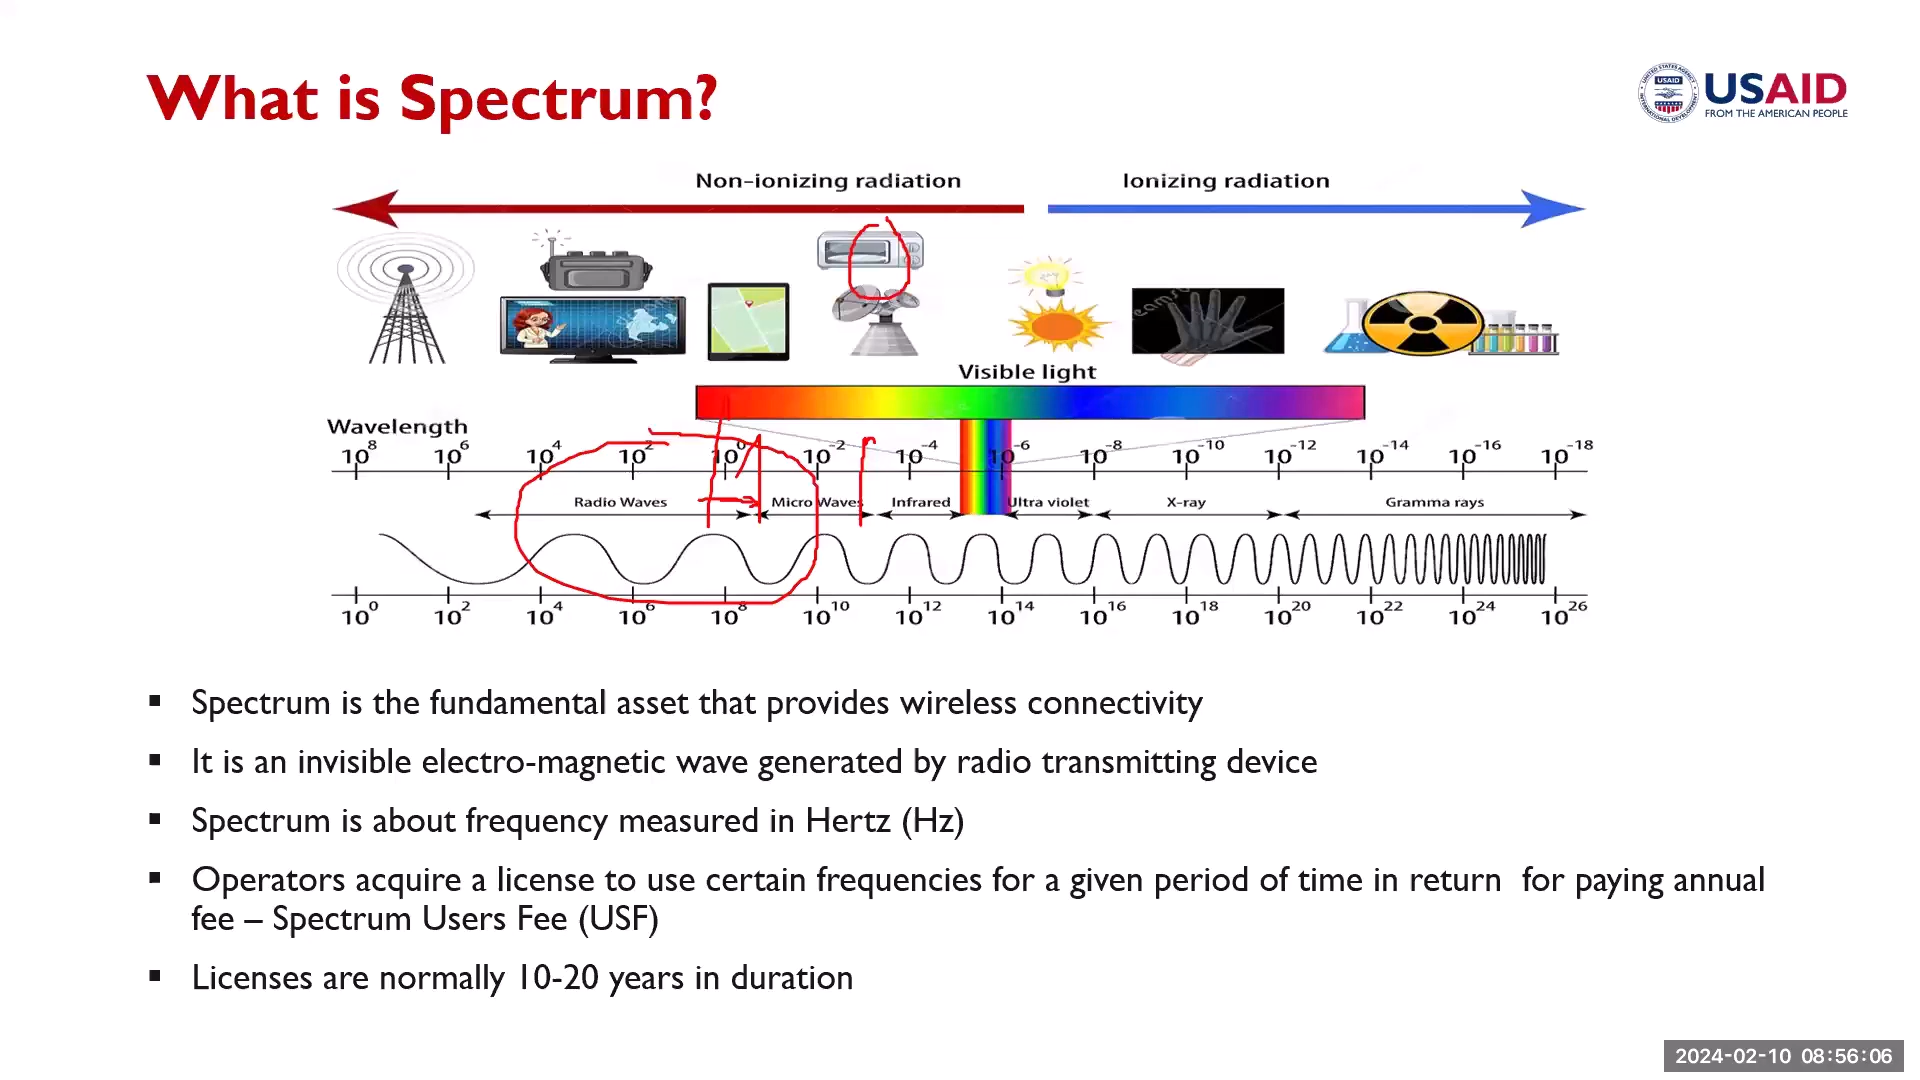 What is Spectrum?
USAID
FROM THE AMERICAN PEOPLE
Non-ionizing radiation
Ionizing radiation
Visible light
Wavelength
10⁸ 10⁶ 10⁴ 10² 10⁰ 10⁻² 10⁻⁴ 10⁻⁶ 10⁻⁸ 10⁻¹⁰ 10⁻¹² 10⁻¹⁴ 10⁻¹⁶ 10⁻¹⁸
Radio Waves Micro Waves Infrared Ultra violet X-ray Gramma rays
10⁰ 10² 10⁴ 10⁶ 10⁸ 10¹⁰ 10¹² 10¹⁴ 10¹⁶ 10¹⁸ 10²⁰ 10²² 10²⁴ 10²⁶
▪ Spectrum is the fundamental asset that provides wireless connectivity
▪ It is an invisible electro-magnetic wave generated by radio transmitting device
▪ Spectrum is about frequency measured in Hertz (Hz)
▪ Operators acquire a license to use certain frequencies for a given period of time in return for paying annual
fee – Spectrum Users Fee (USF)
▪ Licenses are normally 10-20 years in duration
2024-02-10 08:56:06